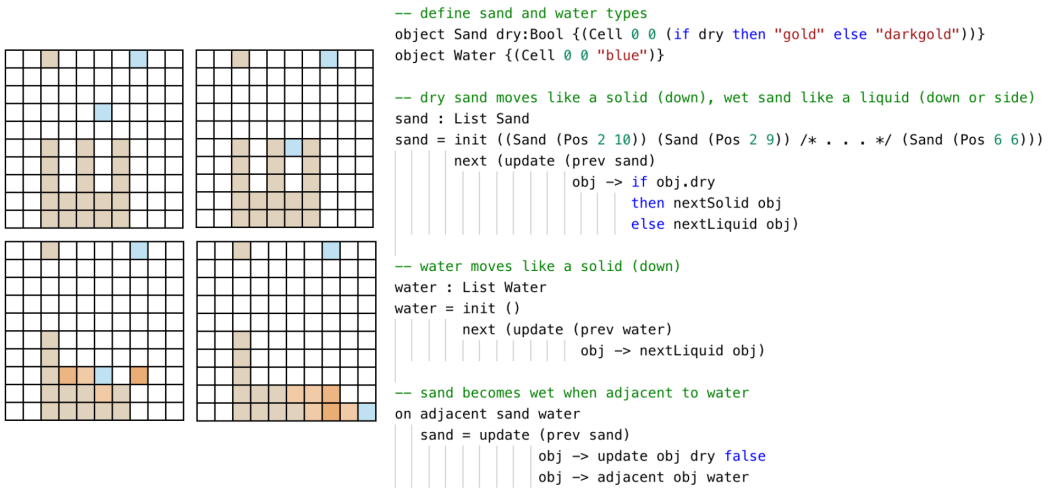 -- define sand and water types
object Sand dry:Bool {(Cell 0 0 (if dry then "gold" else "darkgold"))}
object Water {(Cell 0 0 "blue")}
-- dry sand moves like a solid (down), wet sand like a liquid (down or side)
sand : List Sand
sand = init ((Sand (Pos 2 10)) (Sand (Pos 2 9)) /* . . . */ (Sand (Pos 6 6)))
next (update (prev sand)
obj -> if obj.dry
then nextSolid obj
else nextLiquid obj)
-- water moves like a solid (down)
water : List Water
water = init ()
next (update (prev water)
obj -> nextLiquid obj)
-- sand becomes wet when adjacent to water
on adjacent sand water
sand = update (prev sand)
obj -> update obj dry false
obj -> adjacent obj water